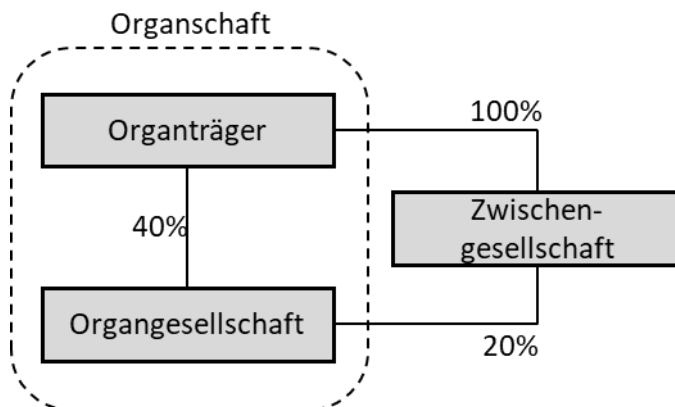 Organschaft
Organträger
100%
Zwischen-
gesellschaft
40%
Organgesellschaft
20%